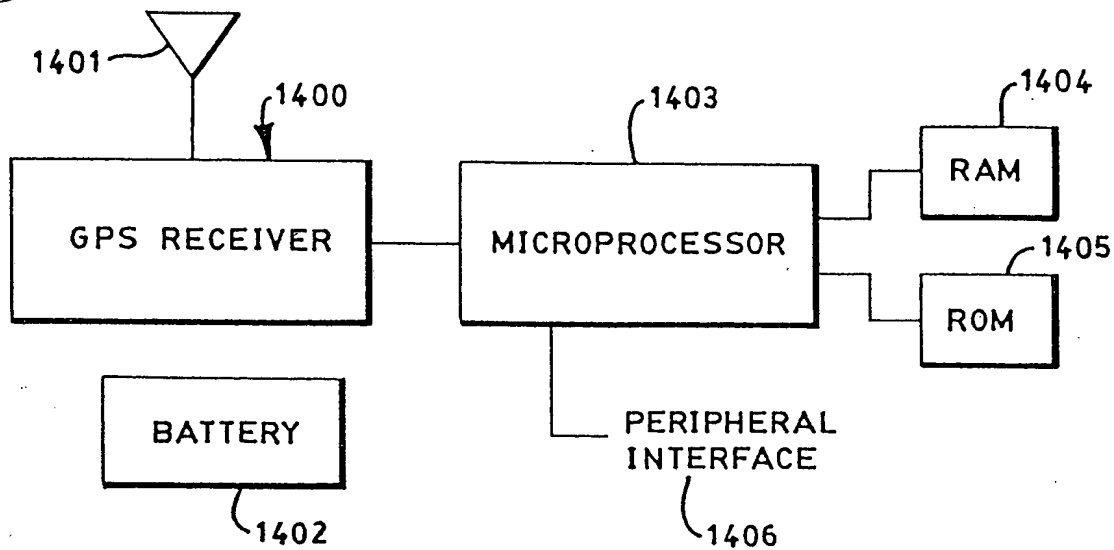 1401
1400
1403
1404
RAM
GPS RECEIVER
MICROPROCESSOR
1405
ROM
BATTERY
PERIPHERAL
INTERFACE
1402
1406